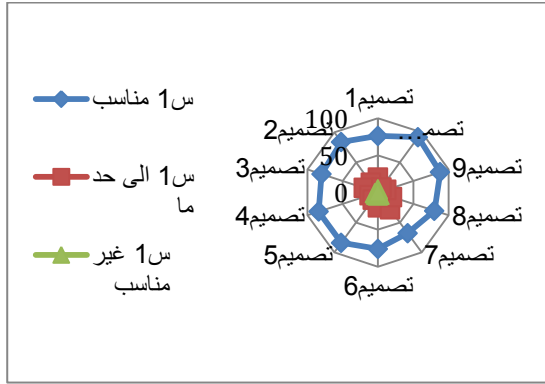 س1 مناسب
س1 الى حد
ما
س1 غير
مناسب
100
50
0
تصميم1
تصمـ...
تصميم9
تصميم8
تصميم7
تصميم6
تصميم5
تصميم4
تصميم3
تصميم2